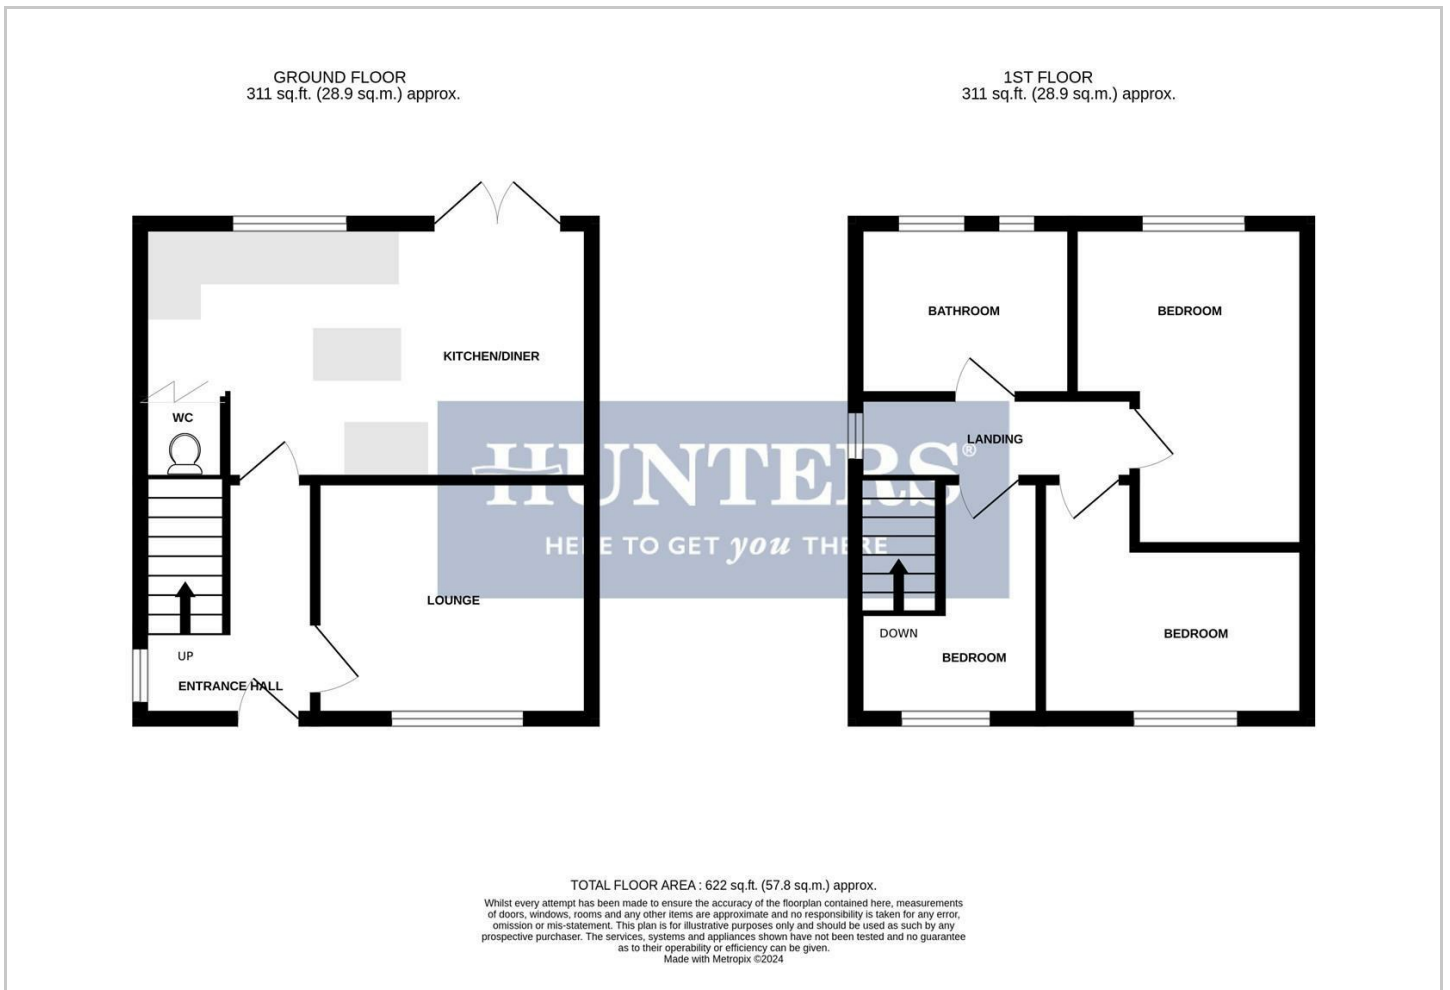 GROUND FLOOR
311 sq.ft. (28.9 sq.m.) approx.
1ST FLOOR
311 sq.ft. (28.9 sq.m.) approx.
KITCHEN/DINER
WC
LOUNGE
UP
ENTRANCE HALL
BATHROOM
BEDROOM
LANDING
DOWN
BEDROOM
BEDROOM
HUNTERS®
HERE TO GET you THERE
TOTAL FLOOR AREA : 622 sq.ft. (57.8 sq.m.) approx.
Whilst every attempt has been made to ensure the accuracy of the floorplan contained here, measurements
of doors, windows, rooms and any other items are approximate and no responsibility is taken for any error,
omission or mis-statement. This plan is for illustrative purposes only and should be used as such by any
prospective purchaser. The services, systems and appliances shown have not been tested and no guarantee
as to their operability or efficiency can be given.
Made with Metropix ©2024